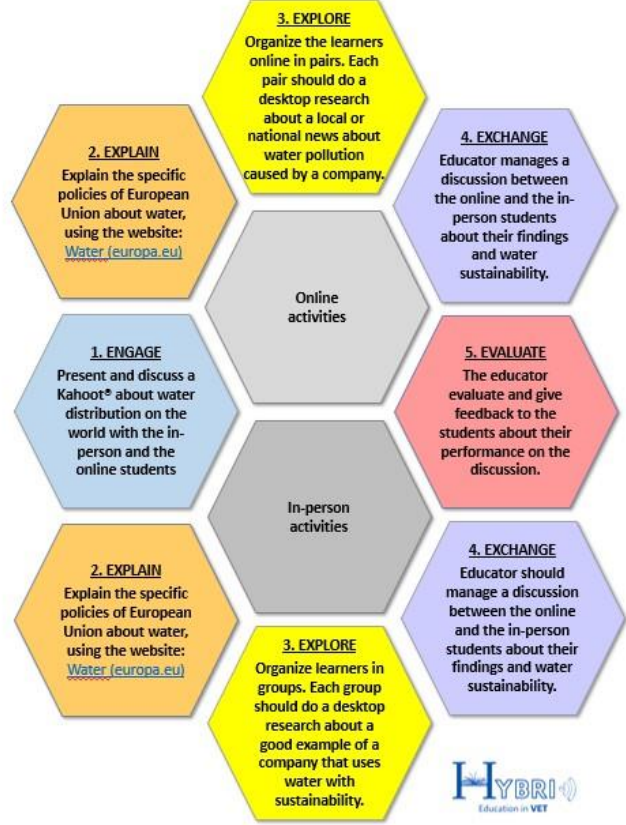 3. EXPLORE
Organize the learners
online in pairs. Each
pair should do a
desktop research
about a local or
national news about
water pollution
caused by a company.
2. EXPLAIN
Explain the specific
policies of European
Union about water,
using the website:
Water (europa.eu)
4. EXCHANGE
Educator manages a
discussion between
the online and the in-
person students
about their findings
and water
sustainability.
Online
activities
1. ENGAGE
Present and discuss a
Kahoot® about water
distribution on the
world with the in-
person and the
online students
5. EVALUATE
The educator
evaluate and give
feedback to the
students about their
performance on the
discussion.
In-person
activities
2. EXPLAIN
Explain the specific
policies of European
Union about water,
using the website:
Water (europa.eu)
4. EXCHANGE
Educator should
manage a discussion
between the online
and the in-person
students about their
findings and water
sustainability.
3. EXPLORE
Organize learners in
groups. Each group
should do a desktop
research about a
good example of a
company that uses
water with
sustainability.
HYBRI
Education in VET